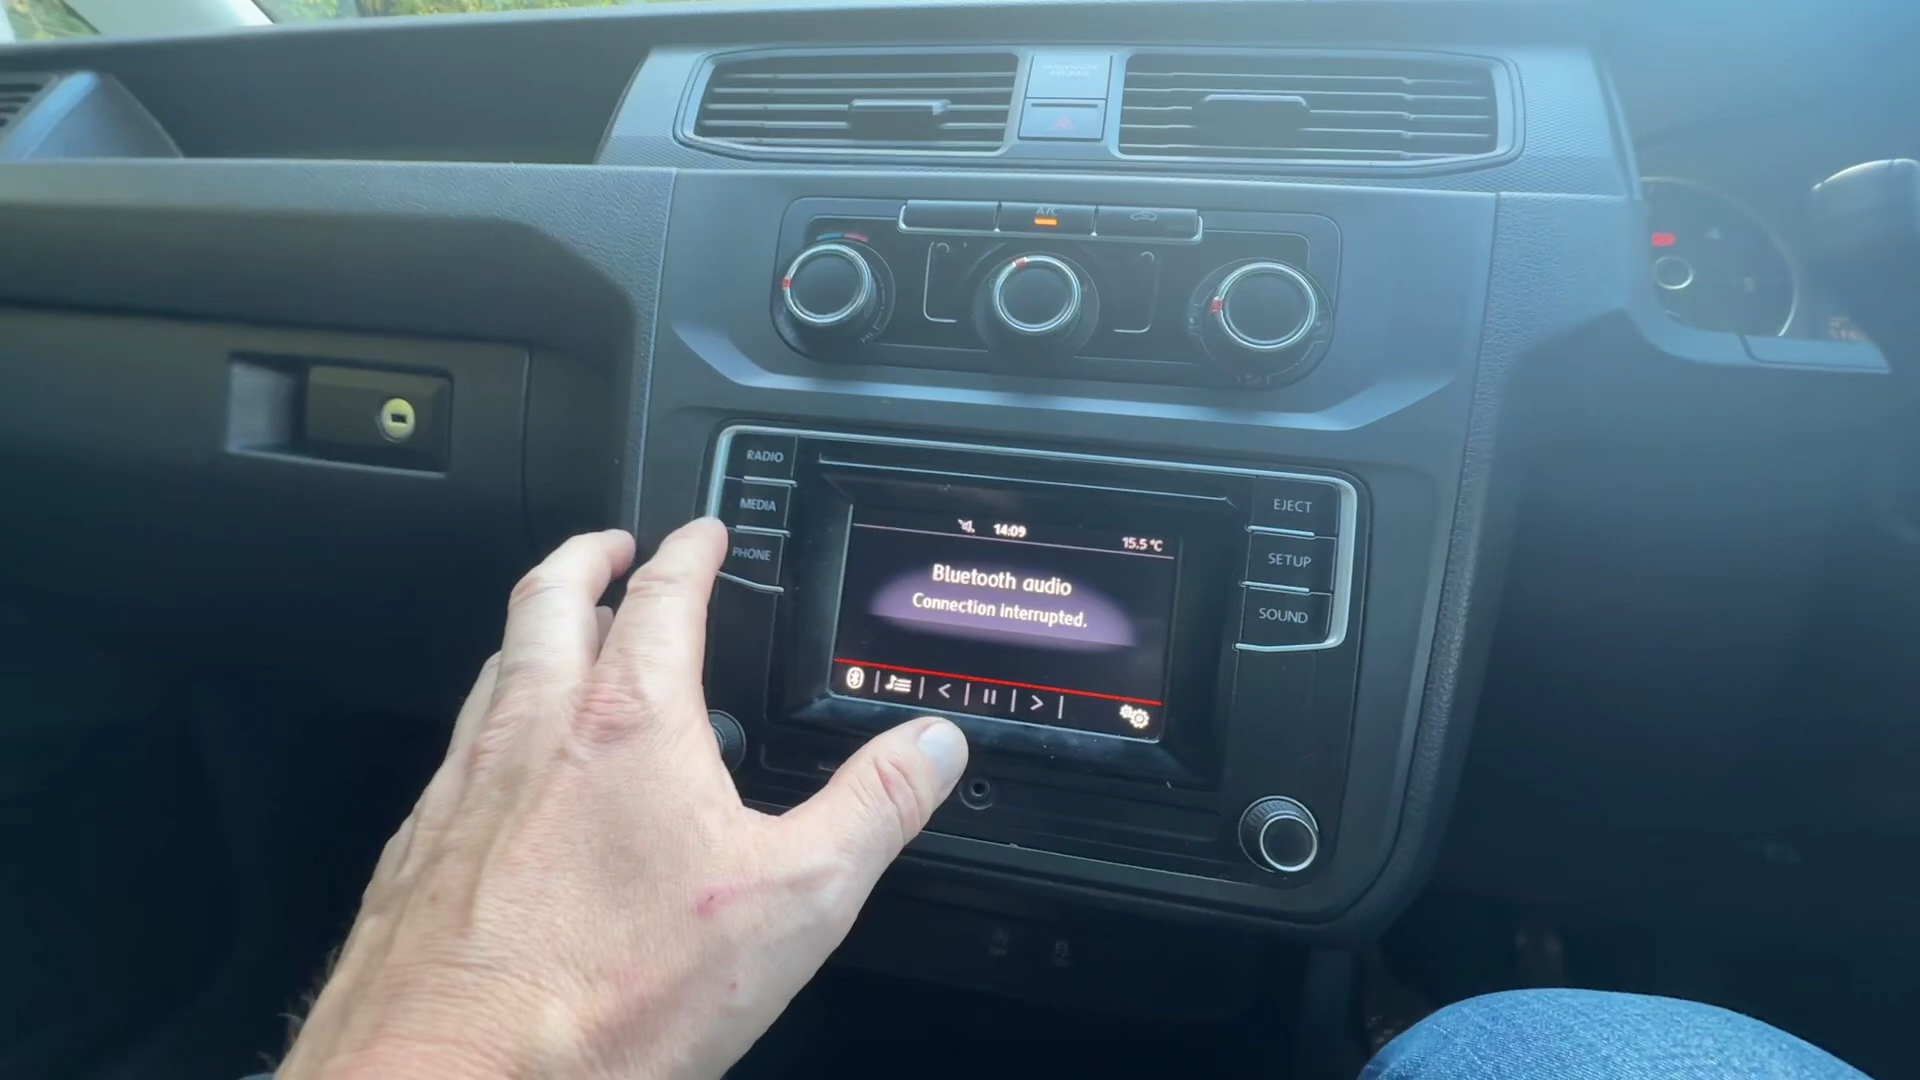 A/C
RADIO
MEDIA
PHONE
EJECT
SETUP
SOUND
14:09
15.5°C
Bluetooth audio
Connection interrupted.